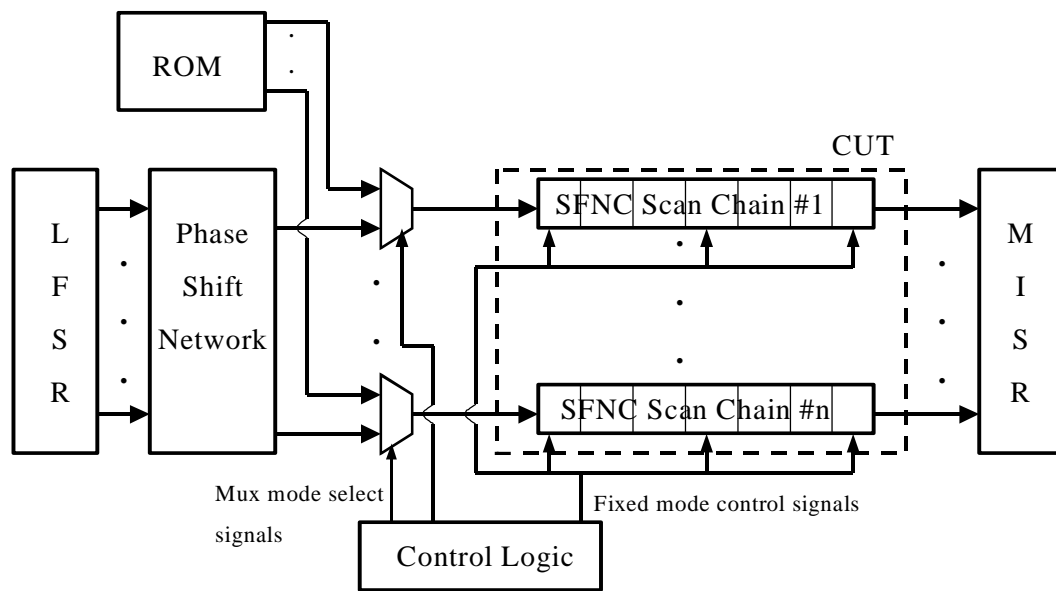 ROM
CUT
L
F
S
R
Phase
Shift
Network
SFNC Scan Chain #1
SFNC Scan Chain #n
M
I
S
R
Mux mode select
signals
Fixed mode control signals
Control Logic